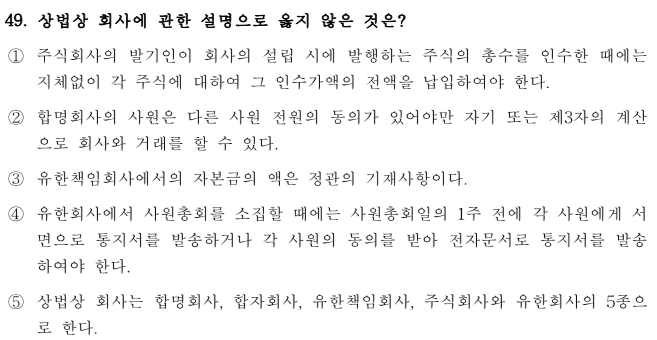 49. 상법상 회사에 관한 설명으로 옳지 않은 것은?
① 주식회사의 발기인이 회사의 설립 시에 발행하는 주식의 총수를 인수한 때에는
지체없이 각 주식에 대하여 그 인수가액의 전액을 납입하여야 한다.
② 합명회사의 사원은 다른 사원 전원의 동의가 있어야만 자기 또는 제3자의 계산
으로 회사와 거래를 할 수 있다.
③ 유한책임회사에서의 자본금의 액은 정관의 기재사항이다.
④ 유한회사에서 사원총회를 소집할 때에는 사원총회일의 1주 전에 각 사원에게 서
면으로 통지서를 발송하거나 각 사원의 동의를 받아 전자문서로 통지서를 발송
하여야 한다.
⑤ 상법상 회사는 합명회사, 합자회사, 유한책임회사, 주식회사와 유한회사의 5종으
로 한다.